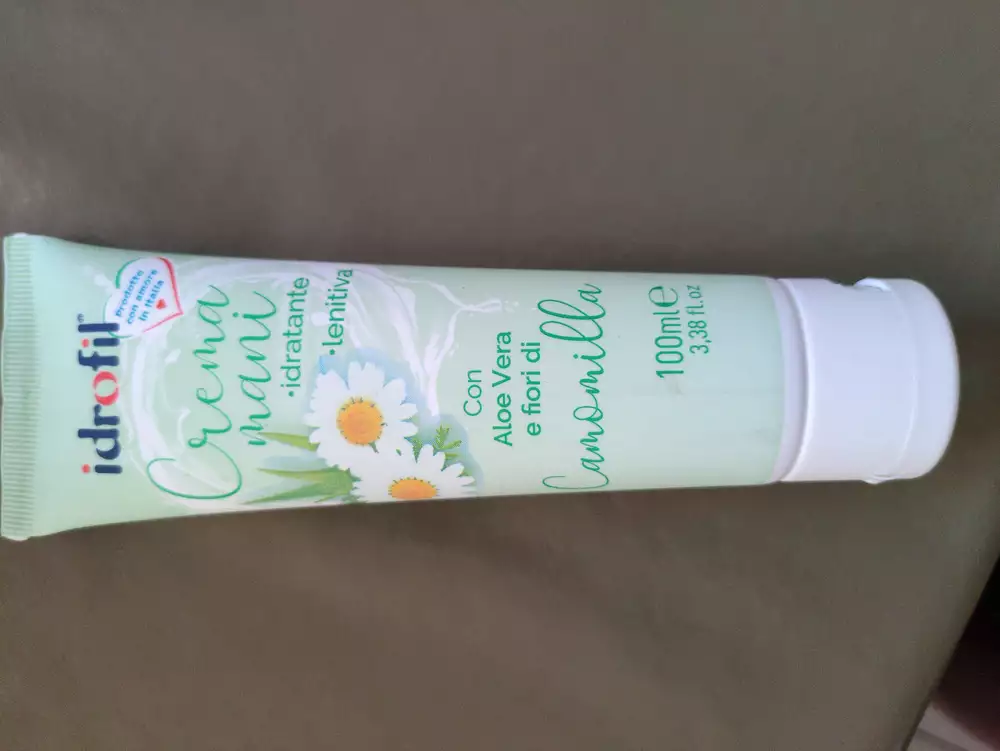 idrofil
Prodotto
con amore
in Italia
Crema
mani
•idratante
•lenitiva
Con
Aloe Vera
e fiori di
Camomilla
100ml e
3,38 fl.oz